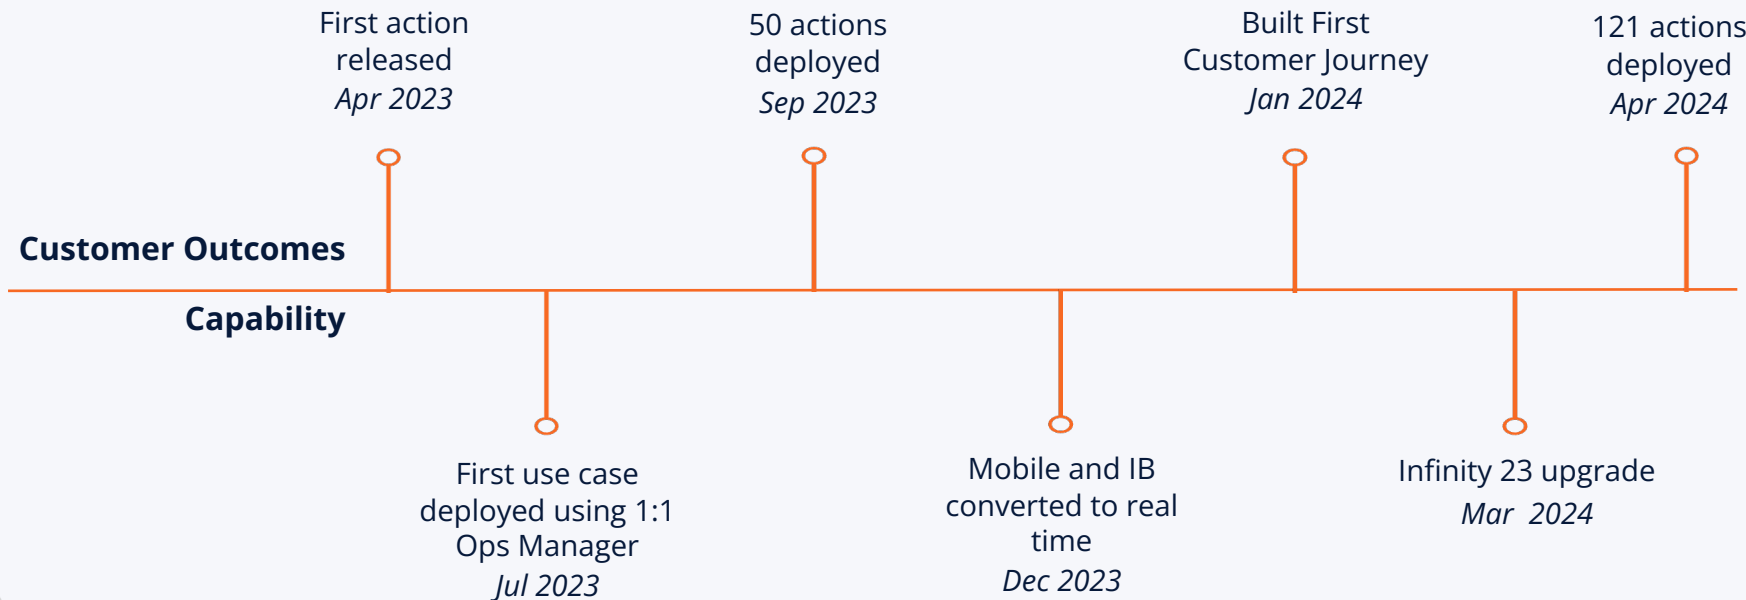 First action
released
Apr 2023
50 actions
deployed
Sep 2023
Built First
Customer Journey
Jan 2024
121 actions
deployed
Apr 2024
Customer Outcomes
Capability
First use case
deployed using 1:1
Ops Manager
Jul 2023
Mobile and IB
converted to real
time
Dec 2023
Infinity 23 upgrade
Mar 2024